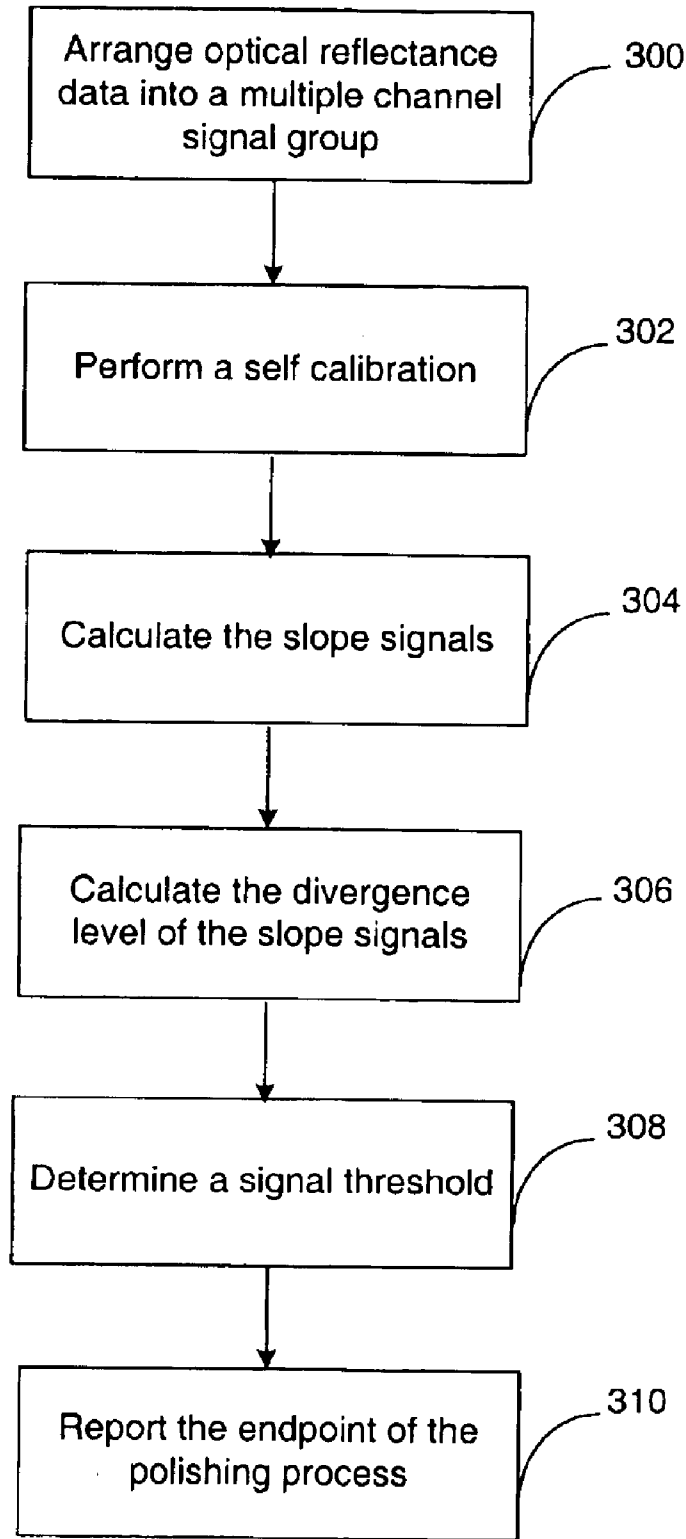 Arrange optical reflectance
data into a multiple channel
signal group
300
Perform a self calibration
302
Calculate the slope signals
304
Calculate the divergence
level of the slope signals
306
Determine a signal threshold
308
Report the endpoint of the
polishing process
310